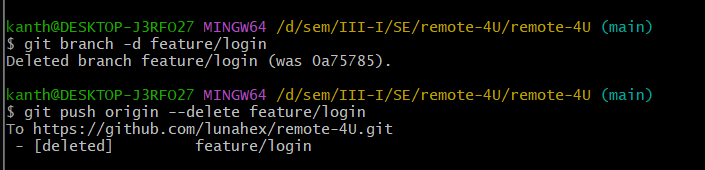 kanth@DESKTOP-J3RFO27 MINGW64 /d/sem/III-I/SE/remote-4U/remote-4U (main)
$ git branch -d feature/login
Deleted branch feature/login (was 0a75785).
kanth@DESKTOP-J3RFO27 MINGW64 /d/sem/III-I/SE/remote-4U/remote-4U (main)
$ git push origin --delete feature/login
To https://github.com/lunahex/remote-4U.git
 - [deleted]         feature/login